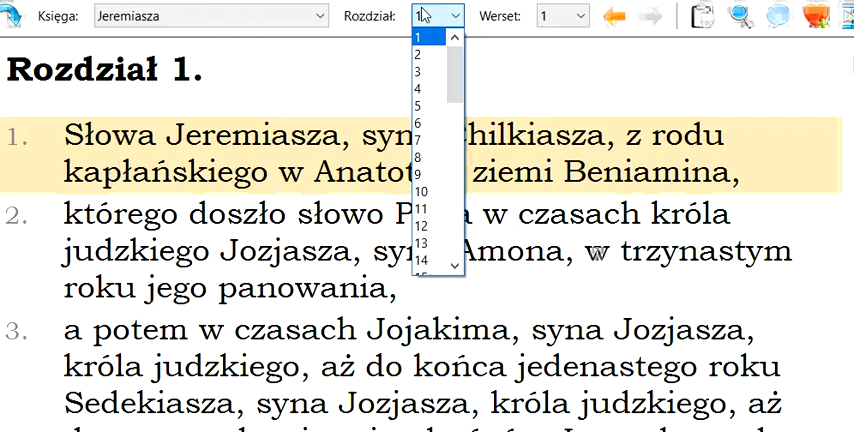 Księga: Jeremiasza Rozdział: 1 Werset: 1
Rozdział 1.
1. Słowa Jeremiasza, syn Chilkiasza, z rodu
kapłańskiego w Anatot ziemi Beniamina,
2. którego doszło słowo P w czasach króla
judzkiego Jozjasza, syn Amona, w trzynastym
roku jego panowania,
3. a potem w czasach Jojakima, syna Jozjasza,
króla judzkiego, aż do końca jedenastego roku
Sedekiasza, syna Jozjasza, króla judzkiego, aż
1
2
3
4
5
6
7
8
9
10
11
12
13
14